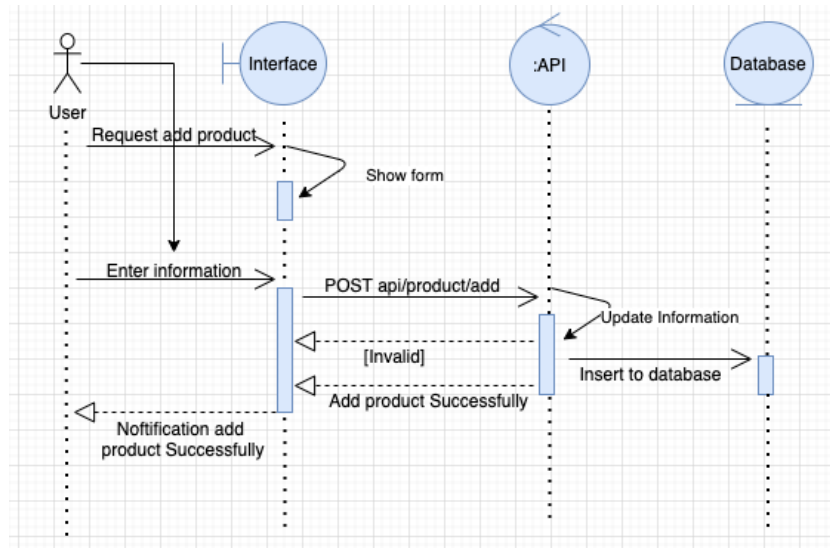 Interface
:API
Database
User
Request add product
Show form
Enter information
POST api/product/add
Update Information
[Invalid]
Insert to database
Add product Successfully
Noftification add
product Successfully